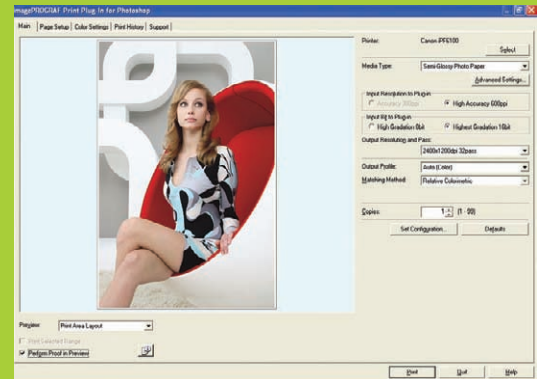 imagePROGRAF Print Plug-In for Photoshop
Main Page Setup Color Settings Print History Support
Printer: Canon iPF6100
Select
Media Type: Semi-Glossy Photo Paper
Advanced Settings...
Input Resolution to Plug-in
Accuracy 300ppi High Accuracy 600ppi
Input Bit to Plug-in
High Gradation 8bit Highest Gradation 16bit
Output Resolution and Pass:
2400x1200dpi 32pass
Output Profile: Auto (Color)
Matching Method: Relative Colorimetric
Copies: 1 (1 - 99)
Set Configuration... Defaults
Preview: Print Area Layout
Print Selected Range
Perform Proof in Preview
Print Quit Help